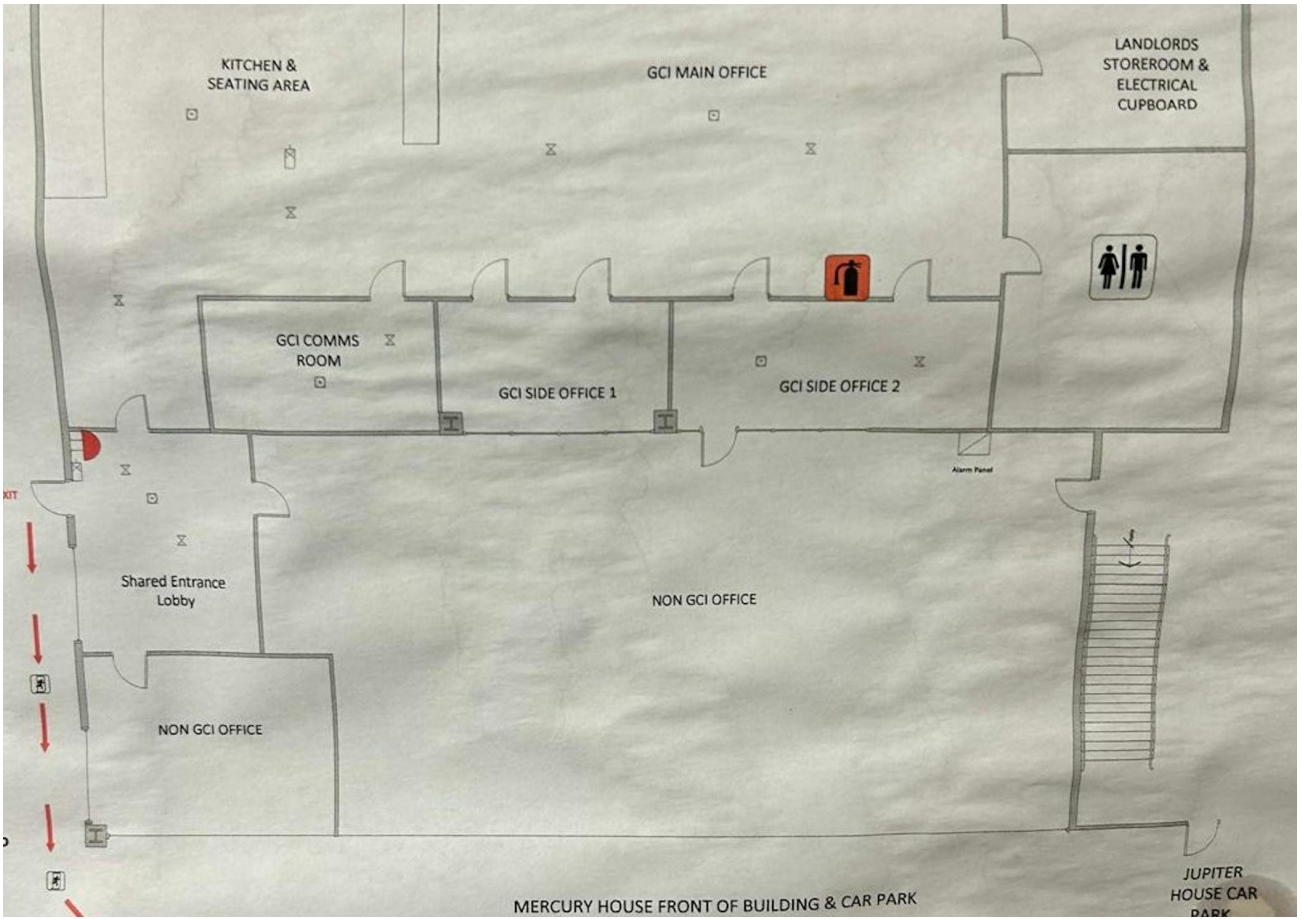 KITCHEN &
SEATING AREA
GCI MAIN OFFICE
LANDLORDS
STOREROOM &
ELECTRICAL
CUPBOARD
GCI COMMS
ROOM
GCI SIDE OFFICE 1
GCI SIDE OFFICE 2
Alarm Panel
XIT
Shared Entrance
Lobby
NON GCI OFFICE
NON GCI OFFICE
MERCURY HOUSE FRONT OF BUILDING & CAR PARK
JUPITER
HOUSE CAR
PARK